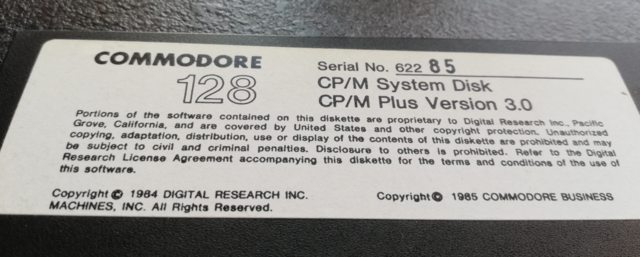 COMMODORE
128
Serial No. 622 85
CP/M System Disk
CP/M Plus Version 3.0
Portions of the software contained on this diskette are proprietary to Digital Research Inc., Pacific
Grove, California, and are covered by United States and other copyright protection. Unauthorized
copying, adaptation, distribution, use or display of the contents of this diskette are prohibited and may
be subject to civil and criminal penalties. Disclosure to others is prohibited. Refer to the Digital
Research License Agreement accompanying this diskette for the terms and conditions of the use of
this software.
Copyright © 1984 DIGITAL RESEARCH INC. Copyright © 1985 COMMODORE BUSINESS
MACHINES, INC. All Rights Reserved.